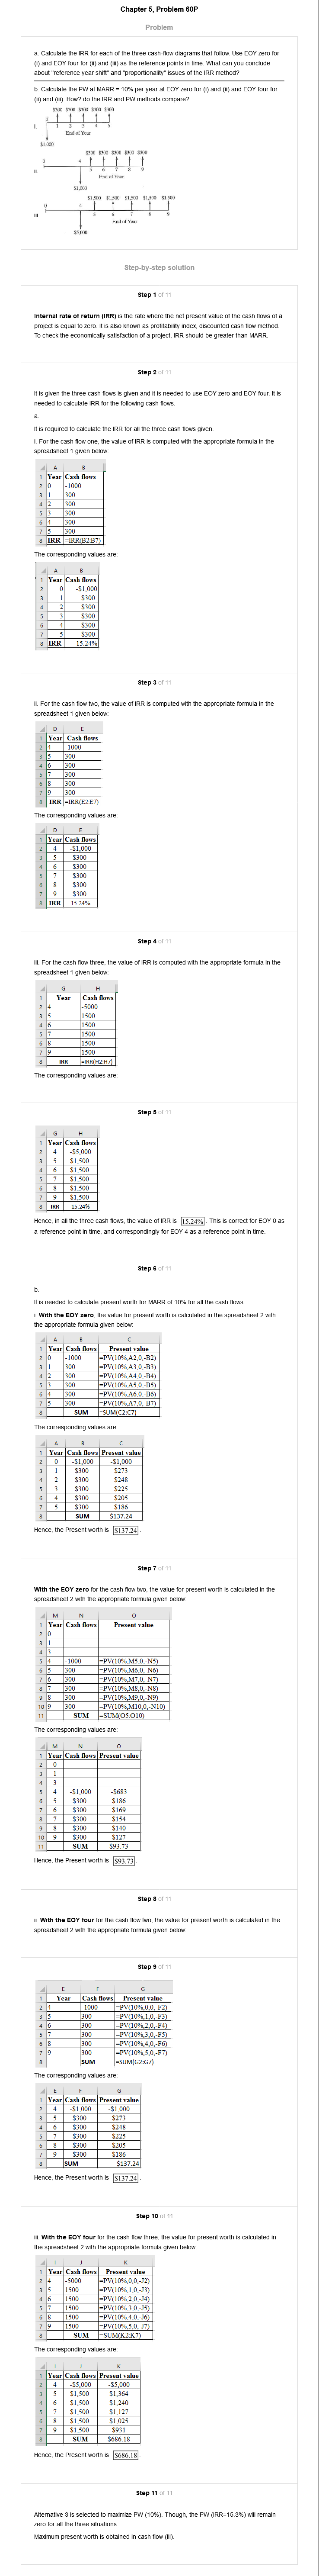 Chapter 5, Problem 60P
Problem
a. Calculate the IRR for each of the three cash-flow diagrams that follow. Use EOY zero for
(i) and EOY four for (ii) and (iii) as the reference points in time. What can you conclude
about "reference year shift" and "proportionality" issues of the IRR method?
b. Calculate the PW at MARR = 10% per year at EOY zero for (i) and (ii) and EOY four for
(ii) and (iii). How? do the IRR and PW methods compare?
$300 $300 $300 $300 $300
0
i. 1 2 3 4 5
End of Year
$1,000
$300 $300 $300 $300 $300
0 4
ii. 5 6 7 8 9
End of Year
$1,000
$1,500 $1,500 $1,500 $1,500 $1,500
0 4
iii. 5 6 7 8 9
End of Year
$5,000
Step-by-step solution
Step 1 of 11
Internal rate of return (IRR) is the rate where the net present value of the cash flows of a
project is equal to zero. It is also known as profitability index, discounted cash flow method.
To check the economically satisfaction of a project, IRR should be greater than MARR.
Step 2 of 11
It is given the three cash flows is given and it is needed to use EOY zero and EOY four. It is
needed to calculate IRR for the following cash flows.
a.
It is required to calculate the IRR for all the three cash flows given.
i. For the cash flow one, the value of IRR is computed with the appropriate formula in the
spreadsheet 1 given below:
A B
1 Year Cash flows
2 0 -1000
3 1 300
4 2 300
5 3 300
6 4 300
7 5 300
8 IRR =IRR(B2:B7)
The corresponding values are:
A B
1 Year Cash flows
2 0 -$1,000
3 1 $300
4 2 $300
5 3 $300
6 4 $300
7 5 $300
8 IRR 15.24%
Step 3 of 11
ii. For the cash flow two, the value of IRR is computed with the appropriate formula in the
spreadsheet 1 given below:
D E
1 Year Cash flows
2 4 -1000
3 5 300
4 6 300
5 7 300
6 8 300
7 9 300
8 IRR =IRR(E2:E7)
The corresponding values are:
D E
1 Year Cash flows
2 4 -$1,000
3 5 $300
4 6 $300
5 7 $300
6 8 $300
7 9 $300
8 IRR 15.24%
Step 4 of 11
iii. For the cash flow three, the value of IRR is computed with the appropriate formula in the
spreadsheet 1 given below:
G H
1 Year Cash flows
2 4 -5000
3 5 1500
4 6 1500
5 7 1500
6 8 1500
7 9 1500
8 IRR =IRR(H2:H7)
The corresponding values are:
Step 5 of 11
G H
1 Year Cash flows
2 4 -$5,000
3 5 $1,500
4 6 $1,500
5 7 $1,500
6 8 $1,500
7 9 $1,500
8 IRR 15.24%
Hence, in all the three cash flows, the value of IRR is 15.24%. This is correct for EOY 0 as
a reference point in time, and correspondingly for EOY 4 as a reference point in time.
Step 6 of 11
b.
It is needed to calculate present worth for MARR of 10% for all the cash flows.
i. With the EOY zero, the value for present worth is calculated in the spreadsheet 2 with
the appropriate formula given below:
A B C
1 Year Cash flows Present value
2 0 -1000 =PV(10%,A2,0,-B2)
3 1 300 =PV(10%,A3,0,-B3)
4 2 300 =PV(10%,A4,0,-B4)
5 3 300 =PV(10%,A5,0,-B5)
6 4 300 =PV(10%,A6,0,-B6)
7 5 300 =PV(10%,A7,0,-B7)
8 SUM =SUM(C2:C7)
The corresponding values are:
A B C
1 Year Cash flows Present value
2 0 -$1,000 -$1,000
3 1 $300 $273
4 2 $300 $248
5 3 $300 $225
6 4 $300 $205
7 5 $300 $186
8 SUM $137.24
Hence, the Present worth is $137.24.
Step 7 of 11
With the EOY zero for the cash flow two, the value for present worth is calculated in the
spreadsheet 2 with the appropriate formula given below:
M N O
1 Year Cash flows Present value
2 0
3 1
4 3
5 4 -1000 =PV(10%,M5,0,-N5)
6 5 300 =PV(10%,M6,0,-N6)
7 6 300 =PV(10%,M7,0,-N7)
8 7 300 =PV(10%,M8,0,-N8)
9 8 300 =PV(10%,M9,0,-N9)
10 9 300 =PV(10%,M10,0,-N10)
11 SUM =SUM(O5:O10)
The corresponding values are:
M N O
1 Year Cash flows Present value
2 0
3 1
4 3
5 4 -$1,000 -$683
6 5 $300 $186
7 6 $300 $169
8 7 $300 $154
9 8 $300 $140
10 9 $300 $127
11 SUM $93.73
Hence, the Present worth is $93.73.
Step 8 of 11
ii. With the EOY four for the cash flow two, the value for present worth is calculated in the
spreadsheet 2 with the appropriate formula given below:
Step 9 of 11
E F G
1 Year Cash flows Present value
2 4 -1000 =PV(10%,0,0,-F2)
3 5 300 =PV(10%,1,0,-F3)
4 6 300 =PV(10%,2,0,-F4)
5 7 300 =PV(10%,3,0,-F5)
6 8 300 =PV(10%,4,0,-F6)
7 9 300 =PV(10%,5,0,-F7)
8 SUM =SUM(G2:G7)
The corresponding values are:
E F G
1 Year Cash flows Present value
2 4 -$1,000 -$1,000
3 5 $300 $273
4 6 $300 $248
5 7 $300 $225
6 8 $300 $205
7 9 $300 $186
8 SUM $137.24
Hence, the Present worth is $137.24.
Step 10 of 11
iii. With the EOY four for the cash flow three, the value for present worth is calculated in
the spreadsheet 2 with the appropriate formula given below:
I J K
1 Year Cash flows Present value
2 4 -5000 =PV(10%,0,0,-J2)
3 5 1500 =PV(10%,1,0,-J3)
4 6 1500 =PV(10%,2,0,-J4)
5 7 1500 =PV(10%,3,0,-J5)
6 8 1500 =PV(10%,4,0,-J6)
7 9 1500 =PV(10%,5,0,-J7)
8 SUM =SUM(K2:K7)
The corresponding values are:
I J K
1 Year Cash flows Present value
2 4 -$5,000 -$5,000
3 5 $1,500 $1,364
4 6 $1,500 $1,240
5 7 $1,500 $1,127
6 8 $1,500 $1,025
7 9 $1,500 $931
8 SUM $686.18
Hence, the Present worth is $686.18.
Step 11 of 11
Alternative 3 is selected to maximize PW (10%). Though, the PW (IRR=15.3%) will remain
zero for all the three situations.
Maximum present worth is obtained in cash flow (III).